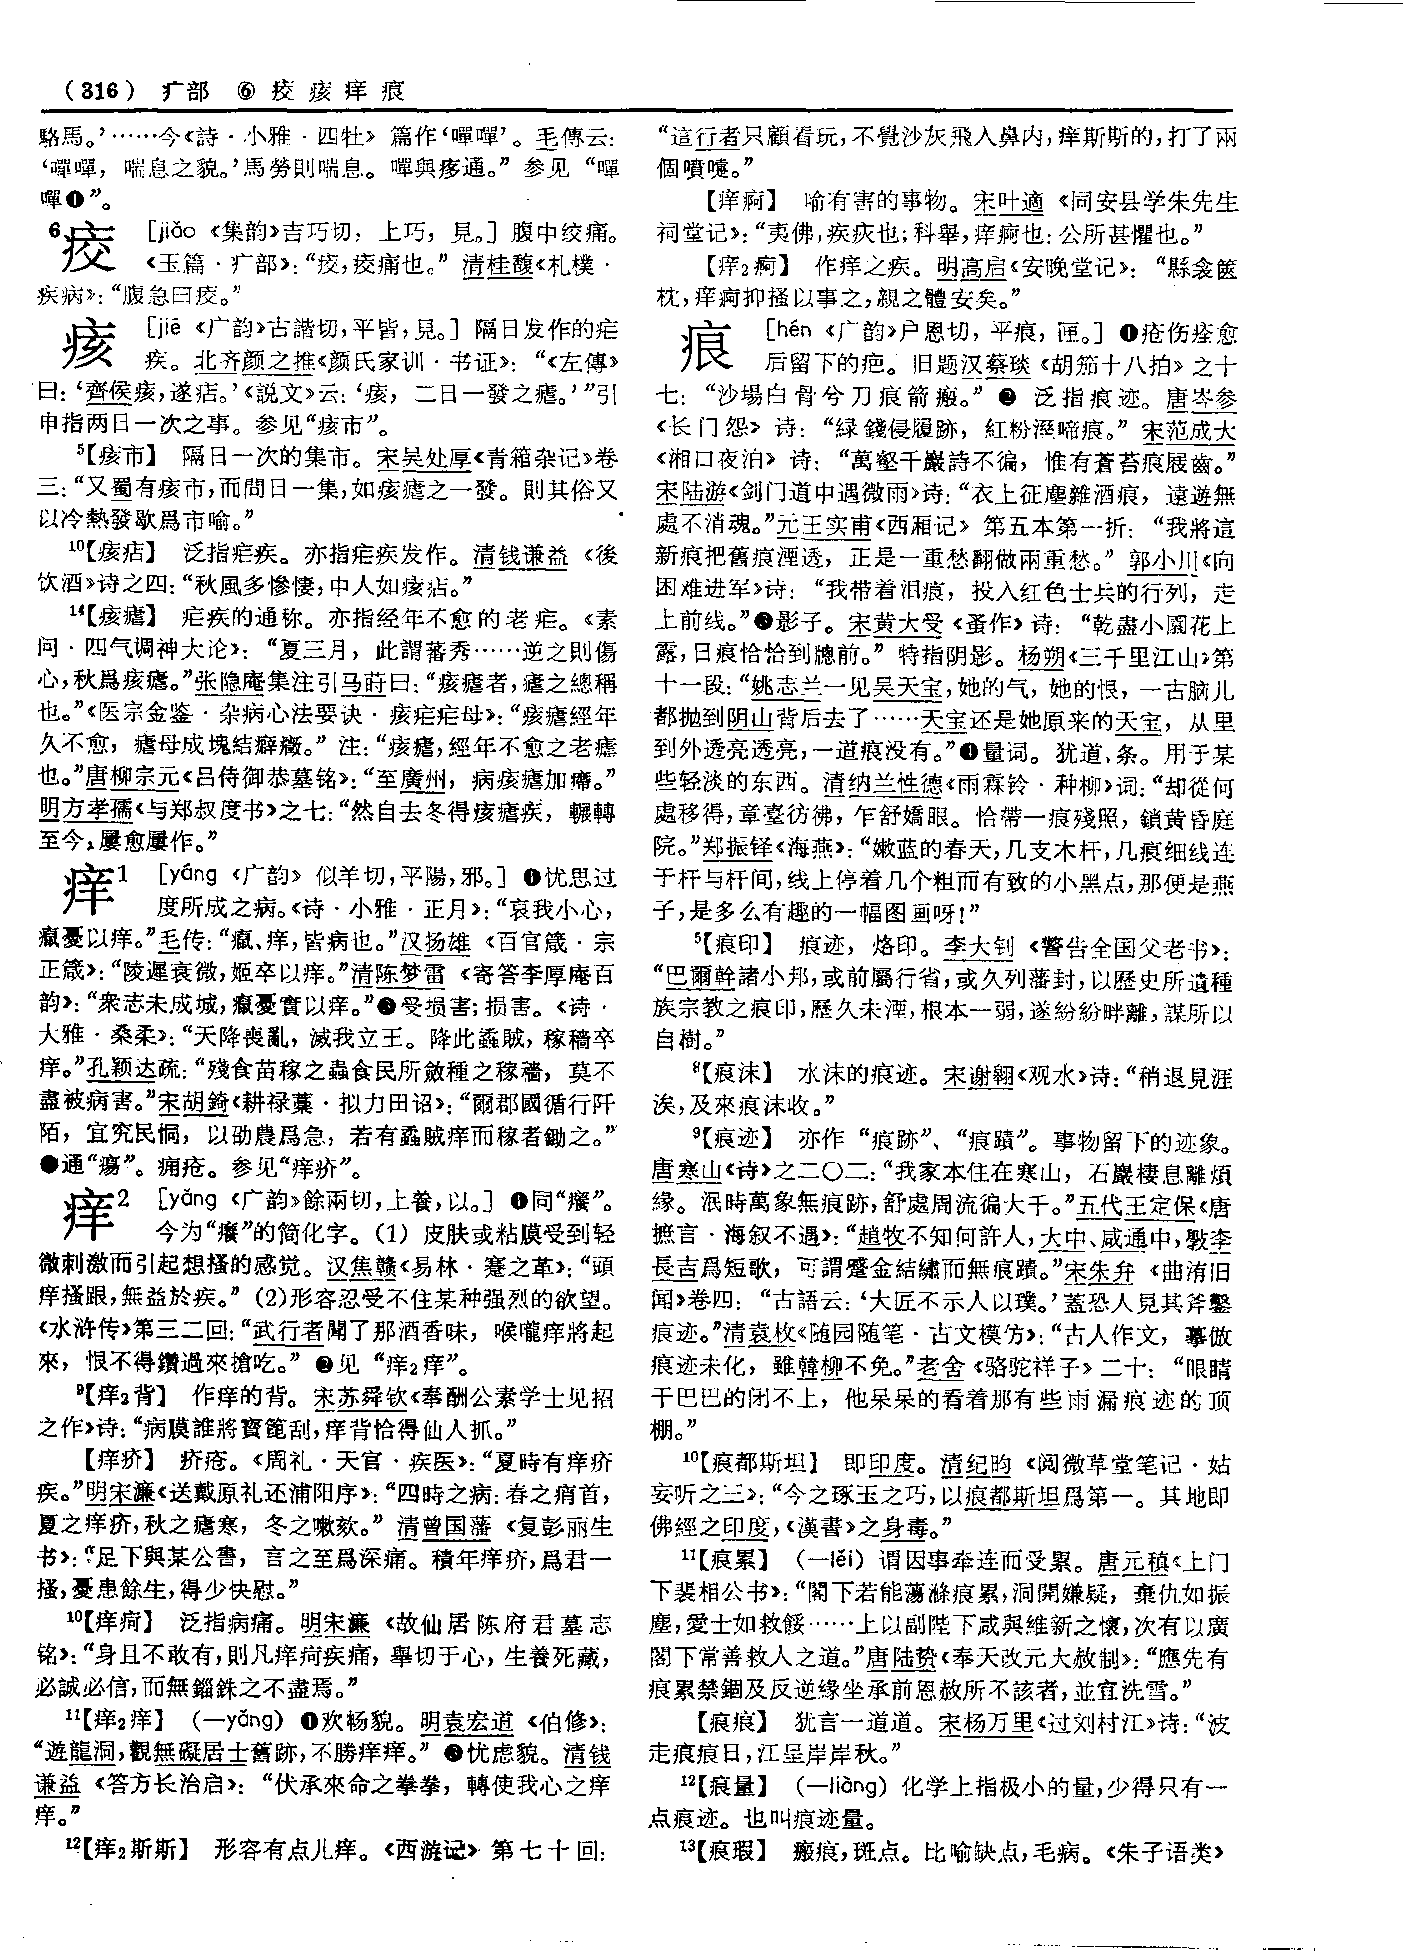 （316） 疒部 ⑥ 㾐 痎 痒 痕
駱馬。’……今《詩·小雅·四牡》篇作‘嘽嘽’。毛傳云：
‘嘽嘽，喘息之貌。’馬勞則喘息。嘽與痑通。”参见“嘽
嘽❶”。
6㾐 ［jiǎo《集韵》吉巧切，上巧，見。］腹中绞痛。
《玉篇·疒部》：“㾐，㾐痛也。”清桂馥《札樸·
疾病》：“腹急曰㾐。”
痎 ［jiē《广韵》古諧切，平皆，見。］隔日发作的疟
疾。北齐颜之推《颜氏家训·书证》：“《左傳》
曰：‘齊侯痎，遂痁。’《説文》云：‘痎，二日一發之瘧。’”引
申指两日一次之事。参见“痎市”。
5【痎市】 隔日一次的集市。宋吴处厚《青箱杂记》卷
三：“又蜀有痎市，而間日一集，如痎瘧之一發。則其俗又
以冷熱發歇爲市喻。”
10【痎痁】 泛指疟疾。亦指疟疾发作。清钱谦益《後
饮酒》诗之四：“秋風多慘悽，中人如痎痁。”
14【痎瘧】 疟疾的通称。亦指经年不愈的老疟。《素
问·四气调神大论》：“夏三月，此謂蕃秀……逆之則傷
心，秋爲痎瘧。”张隐庵集注引马莳曰：“痎瘧者，瘧之總稱
也。”《医宗金鉴·杂病心法要诀·痎疟疟母》：“痎瘧經年
久不愈，瘧母成塊結癖癥。”注：“痎瘧，經年不愈之老瘧
也。”唐柳宗元《吕侍御恭墓铭》：“至廣州，病痎瘧加㿃。”
明方孝孺《与郑叔度书》之七：“然自去冬得痎瘧疾，輾轉
至今，屢愈屢作。”
痒1 ［yáng《广韵》似羊切，平陽，邪。］❶忧思过
度所成之病。《诗·小雅·正月》：“哀我小心，
癙憂以痒。”毛传：“癙、痒，皆病也。”汉扬雄《百官箴·宗
正箴》：“陵遲衰微，姬卒以痒。”清陈梦雷《寄答李厚庵百
韵》：“衆志未成城，癙憂實以痒。”❷受损害；损害。《诗·
大雅·桑柔》：“天降喪亂，滅我立王。降此蟊賊，稼穡卒
痒。”孔颖达疏：“殘食苗稼之蟲食民所斂種之稼穡，莫不
盡被病害。”宋胡錡《耕禄藁·拟力田诏》：“爾郡國循行阡
陌，宜究民恫，以劭農爲急，若有蟊賊痒而稼者鋤之。”
❸通“瘍”。痈疮。参见“痒疥”。
痒2 ［yǎng《广韵》餘兩切，上養，以。］❶同“癢”。
今为“癢”的简化字。（1）皮肤或粘膜受到轻
微刺激而引起想搔的感觉。汉焦赣《易林·蹇之革》：“頭
痒搔跟，無益於疾。”（2）形容忍受不住某种强烈的欲望。
《水浒传》第三二回：“武行者聞了那酒香味，喉嚨痒將起
來，恨不得鑽過來搶吃。”❷见“痒2痒”。
9【痒2背】 作痒的背。宋苏舜钦《奉酬公素学士见招
之作》诗：“病膜誰將寶篦刮，痒背恰得仙人抓。”
【痒疥】 疥疮。《周礼·天官·疾医》：“夏時有痒疥
疾。”明宋濂《送戴原礼还浦阳序》：“四時之病：春之痟首，
夏之痒疥，秋之瘧寒，冬之嗽欬。”清曾国藩《复彭丽生
书》：“足下與某公書，言之至爲深痛。積年痒疥，爲君一
搔，憂患餘生，得少快慰。”
10【痒疴】 泛指病痛。明宋濂《故仙居陈府君墓志
铭》：“身且不敢有，則凡痒疴疾痛，舉切于心，生養死藏，
必誠必信，而無錙銖之不盡焉。”
11【痒2痒】 （—yǎng）❶欢畅貌。明袁宏道《伯修》：
“遊龍洞，觀無礙居士舊跡，不勝痒痒。”❷忧虑貌。清钱
谦益《答方长治启》：“伏承來命之拳拳，轉使我心之痒
痒。”
12【痒2斯斯】 形容有点儿痒。《西游记》第七十回：
“這行者只顧看玩，不覺沙灰飛入鼻内，痒斯斯的，打了兩
個噴嚏。”
【痒痾】 喻有害的事物。宋叶適《同安县学朱先生
祠堂记》：“夷佛，疾疢也；科舉，痒痾也：公所甚懼也。”
【痒2痾】 作痒之疾。明高启《安晚堂记》：“縣衾篋
枕，痒痾抑搔以事之，親之體安矣。”
痕 ［hén《广韵》户恩切，平痕，匣。］❶疮伤痊愈
后留下的疤。旧题汉蔡琰《胡笳十八拍》之十
七：“沙場白骨兮刀痕箭瘢。”❷泛指痕迹。唐岑参
《长门怨》诗：“緑錢侵履跡，紅粉溼啼痕。”宋范成大
《湘口夜泊》诗：“萬壑千巖詩不徧，惟有蒼苔痕屐齒。”
宋陆游《剑门道中遇微雨》诗：“衣上征塵雜酒痕，遠遊無
處不消魂。”元王实甫《西厢记》第五本第一折：“我將這
新痕把舊痕湮透，正是一重愁翻做兩重愁。”郭小川《向
困难进军》诗：“我带着泪痕，投入红色士兵的行列，走
上前线。”❸影子。宋黄大受《蚤作》诗：“乾盡小園花上
露，日痕恰恰到牕前。”特指阴影。杨朔《三千里江山》第
十一段：“姚志兰一见吴天宝，她的气，她的恨，一古脑儿
都抛到阴山背后去了……天宝还是她原来的天宝，从里
到外透亮透亮，一道痕没有。”❹量词。犹道、条。用于某
些轻淡的东西。清纳兰性德《雨霖铃·种柳》词：“却從何
處移得，章臺彷彿，乍舒嬌眼。恰帶一痕殘照，鎖黄昏庭
院。”郑振铎《海燕》：“嫩蓝的春天，几支木杆，几痕细线连
于杆与杆间，线上停着几个粗而有致的小黑点，那便是燕
子，是多么有趣的一幅图画呀！”
5【痕印】 痕迹，烙印。李大钊《警告全国父老书》：
“巴爾幹諸小邦，或前屬行省，或久列藩封，以歷史所遺種
族宗教之痕印，歷久未湮，根本一弱，遂紛紛畔離，謀所以
自樹。”
8【痕沫】 水沫的痕迹。宋谢翱《观水》诗：“稍退見涯
涘，及來痕沫收。”
9【痕迹】 亦作“痕跡”、“痕蹟”。事物留下的迹象。
唐寒山《诗》之二〇二：“我家本住在寒山，石巖棲息離煩
緣。泯時萬象無痕跡，舒處周流徧大千。”五代王定保《唐
摭言·海叙不遇》：“趙牧不知何許人，大中、咸通中，斆李
長吉爲短歌，可謂蹙金結繡而無痕蹟。”宋朱弁《曲洧旧
闻》卷四：“古語云：‘大匠不示人以璞。’蓋恐人見其斧鑿
痕迹。”清袁枚《随园随笔·古文模仿》：“古人作文，摹倣
痕迹未化，雖韓柳不免。”老舍《骆驼祥子》二十：“眼睛
干巴巴的闭不上，他呆呆的看着那有些雨漏痕迹的顶
棚。”
10【痕都斯坦】 即印度。清纪昀《阅微草堂笔记·姑
妄听之三》：“今之琢玉之巧，以痕都斯坦爲第一。其地即
佛經之印度，《漢書》之身毒。”
11【痕累】 （—lěi）谓因事牵连而受累。唐元稹《上门
下裴相公书》：“閣下若能蕩滌痕累，洞開嫌疑，棄仇如振
塵，愛士如救餒……上以副陛下咸與維新之懷，次有以廣
閣下常善救人之道。”唐陆贽《奉天改元大赦制》：“應先有
痕累禁錮及反逆緣坐承前恩赦所不該者，並宜洗雪。”
【痕痕】 犹言一道道。宋杨万里《过刘村江》诗：“波
走痕痕日，江呈岸岸秋。”
12【痕量】 （—liàng）化学上指极小的量，少得只有一
点痕迹。也叫痕迹量。
13【痕瑕】 瘢痕，斑点。比喻缺点，毛病。《朱子语类》